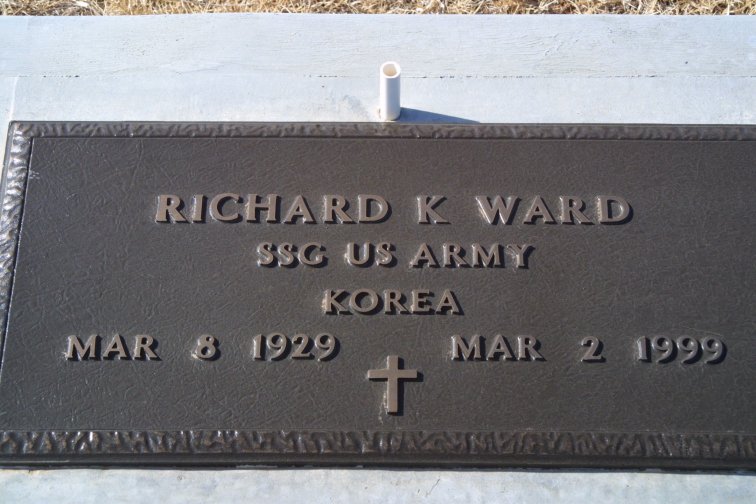 RICHARD K WARD
SSG US ARMY
KOREA
MAR 8 1929 MAR 2 1999